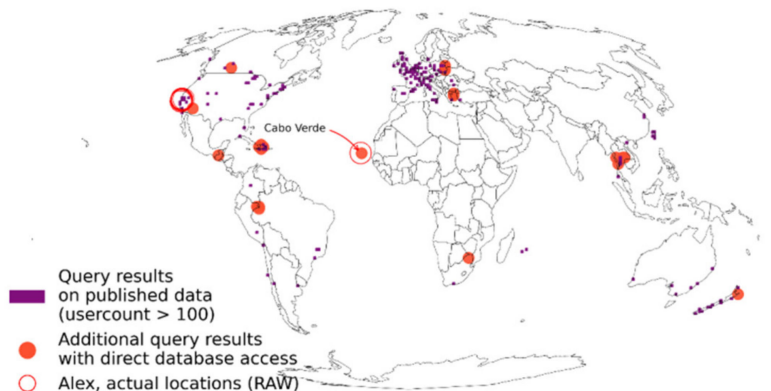 Cabo Verde
Query results
on published data
(usercount > 100)
Additional query results
with direct database access
Alex, actual locations (RAW)